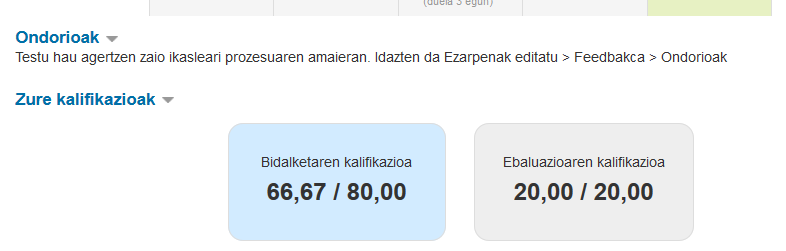 (duela 3 egun)
Ondorioak
Testu hau agertzen zaio ikasleari prozesuaren amaieran. Idazten da Ezarpenak editatu > Feedbakca > Ondorioak
Zure kalifikazioak
Bidalketaren kalifikazioa
66,67 / 80,00
Ebaluazioaren kalifikazioa
20,00 / 20,00